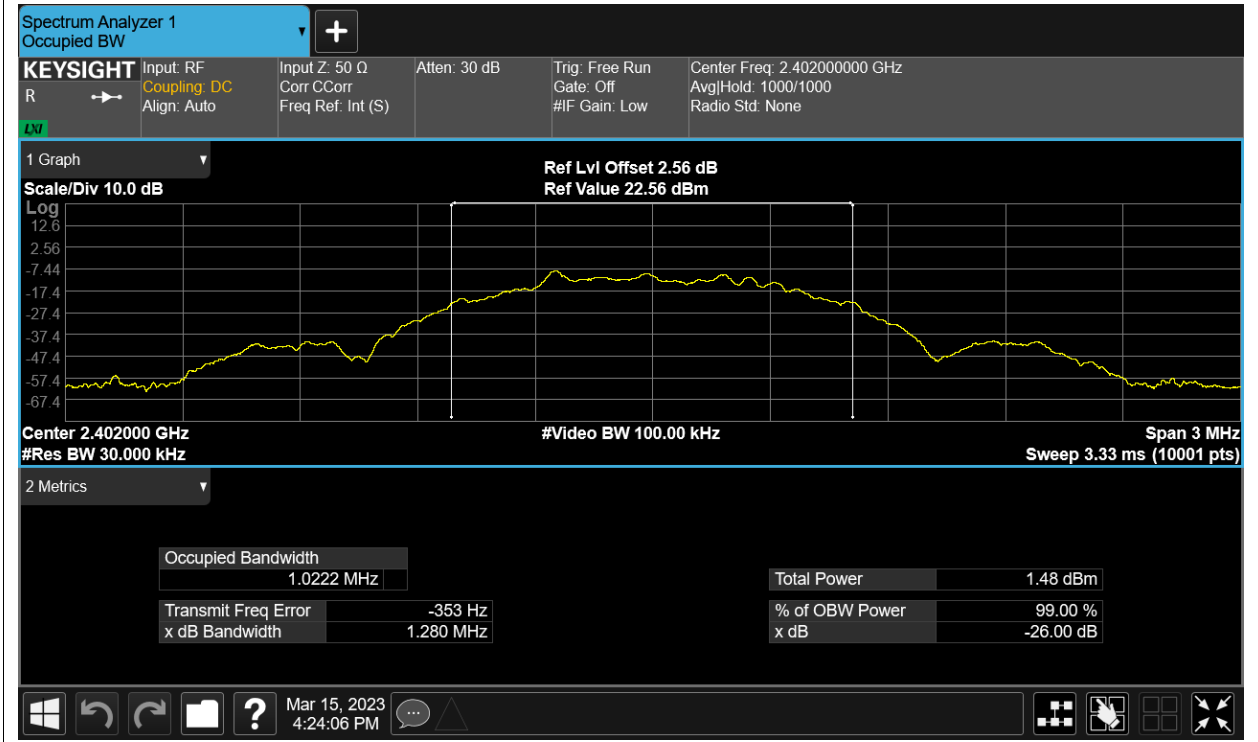 Spectrum Analyzer 1
Occupied BW
KEYSIGHT
R
LXI
Input: RF
Coupling: DC
Align: Auto
Input Z: 50 Ω
Corr CCorr
Freq Ref: Int (S)
Atten: 30 dB
Trig: Free Run
Gate: Off
#IF Gain: Low
Center Freq: 2.402000000 GHz
Avg|Hold: 1000/1000
Radio Std: None
1 Graph
Scale/Div 10.0 dB
Ref Lvl Offset 2.56 dB
Ref Value 22.56 dBm
Log
12.6
2.56
-7.44
-17.4
-27.4
-37.4
-47.4
-57.4
-67.4
Center 2.402000 GHz
#Video BW 100.00 kHz
Span 3 MHz
#Res BW 30.000 kHz
Sweep 3.33 ms (10001 pts)
2 Metrics
Occupied Bandwidth
1.0222 MHz
Total Power 1.48 dBm
Transmit Freq Error -353 Hz
% of OBW Power 99.00 %
x dB Bandwidth 1.280 MHz
x dB -26.00 dB
?
Mar 15, 2023
4:24:06 PM